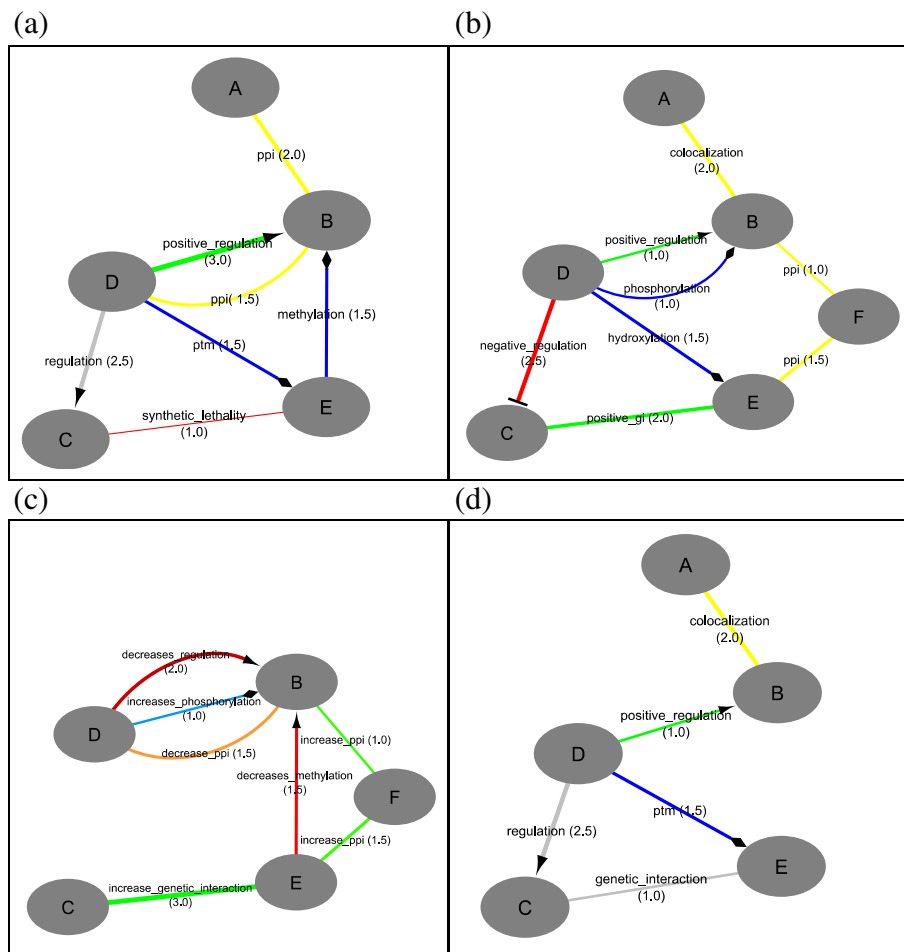 (a)
A
ppi (2.0)
B
positive_regulation
(3.0)
D
ppi( 1.5)
methylation (1.5)
ptm (1.5)
regulation (2.5)
E
synthetic_lethality
(1.0)
C
(b)
A
colocalization
(2.0)
B
positive_regulation
(1.0)
D
ppi (1.0)
phosphorylation
(1.0)
F
hydroxylation (1.5)
negative_regulation
(2.5)
ppi (1.5)
E
positive_gi (2.0)
C
(c)
decreases_regulation
(2.0)
B
increases_phosphorylation
(1.0)
D
increase_ppi (1.0)
decrease_ppi (1.5)
decreases_methylation
(1.5)
F
increase_ppi (1.5)
E
increase_genetic_interaction
(3.0)
C
(d)
A
colocalization
(2.0)
B
positive_regulation
(1.0)
D
ptm (1.5)
regulation (2.5)
E
genetic_interaction
(1.0)
C